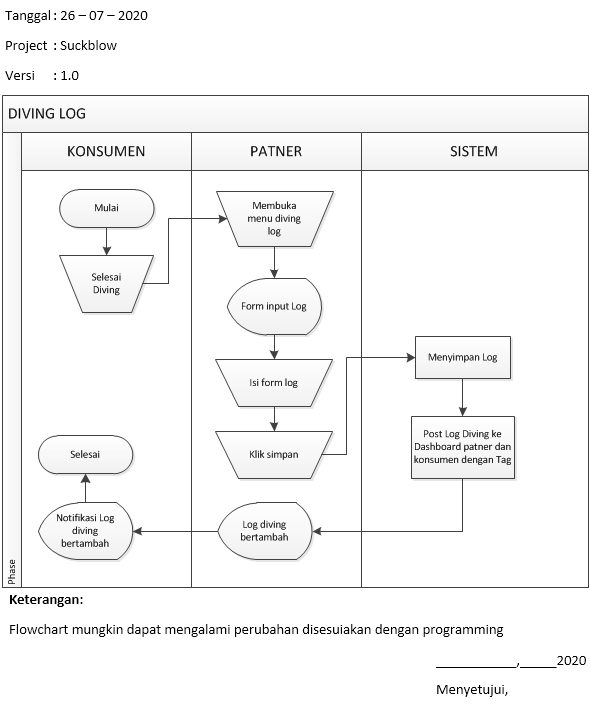 Tanggal : 26 – 07 – 2020
Project : Suckblow
Versi : 1.0
DIVING LOG
KONSUMEN
PATNER
SISTEM
Mulai
Selesai
Diving
Membuka
menu diving
log
Form input Log
Isi form log
Klik simpan
Menyimpan Log
Post Log Diving ke
Dashboard patner dan
konsumen dengan Tag
Log diving
bertambah
Notifikasi Log
diving
bertambah
Selesai
Phase
Keterangan:
Flowchart mungkin dapat mengalami perubahan disesuiakan dengan programming
___________,_____2020
Menyetujui,